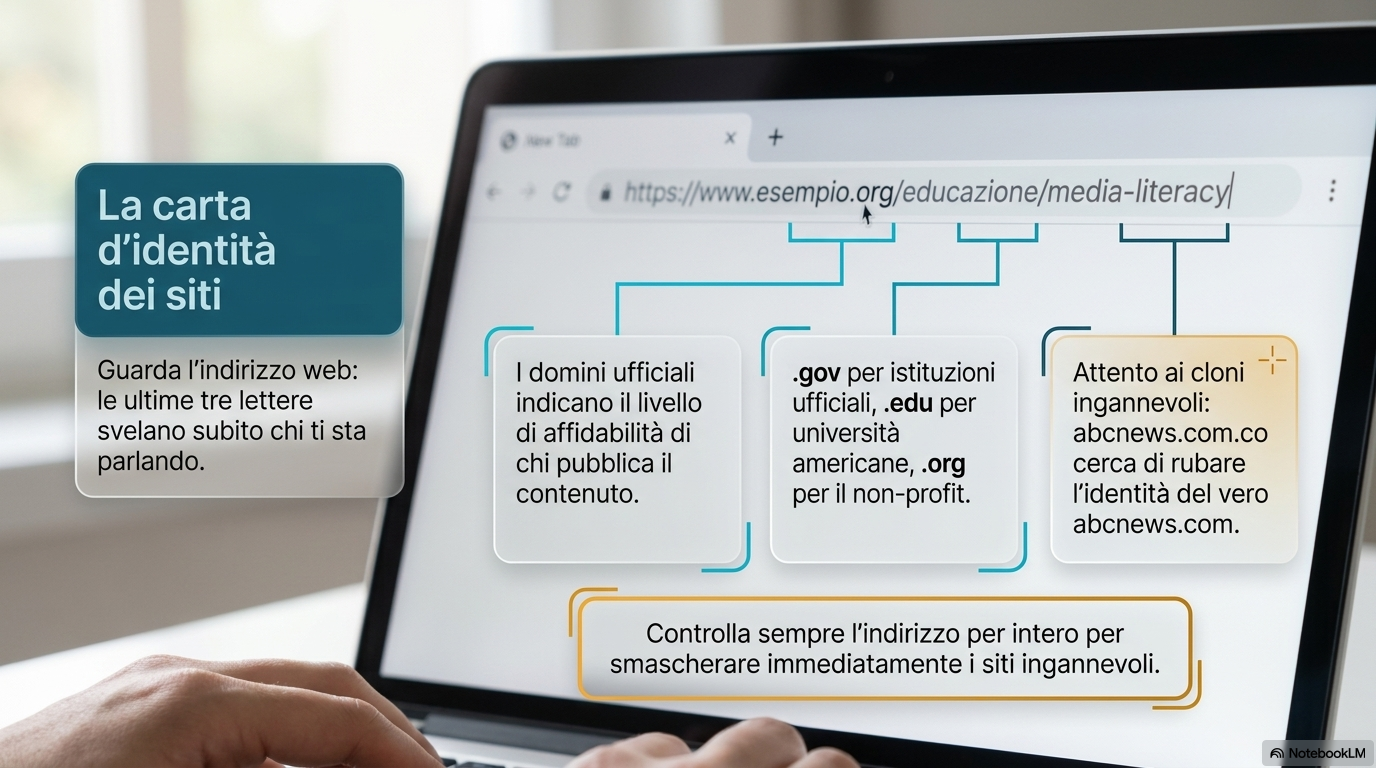 New Tab
https://www.esempio.org/educazione/media-literacy
La carta
d'identità
dei siti
Guarda l'indirizzo web:
le ultime tre lettere
svelano subito chi ti sta
parlando.
I domini ufficiali
indicano il livello
di affidabilità di
chi pubblica il
contenuto.
.gov per istituzioni
ufficiali, .edu per
università
americane, .org
per il non-profit.
Attento ai cloni
ingannevoli:
abcnews.com.co
cerca di rubare
l'identità del vero
abcnews.com.
Controlla sempre l'indirizzo per intero per
smascherare immediatamente i siti ingannevoli.
NotebookLM